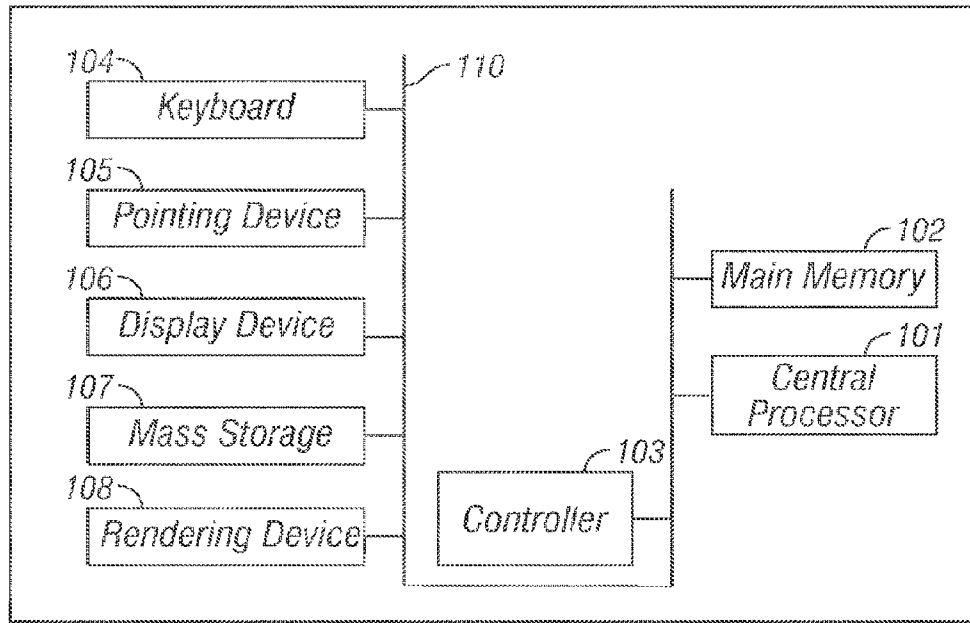 104
Keyboard
110
105
Pointing Device
106
Display Device
107
Mass Storage
108
Rendering Device
102
Main Memory
101
Central
Processor
103
Controller